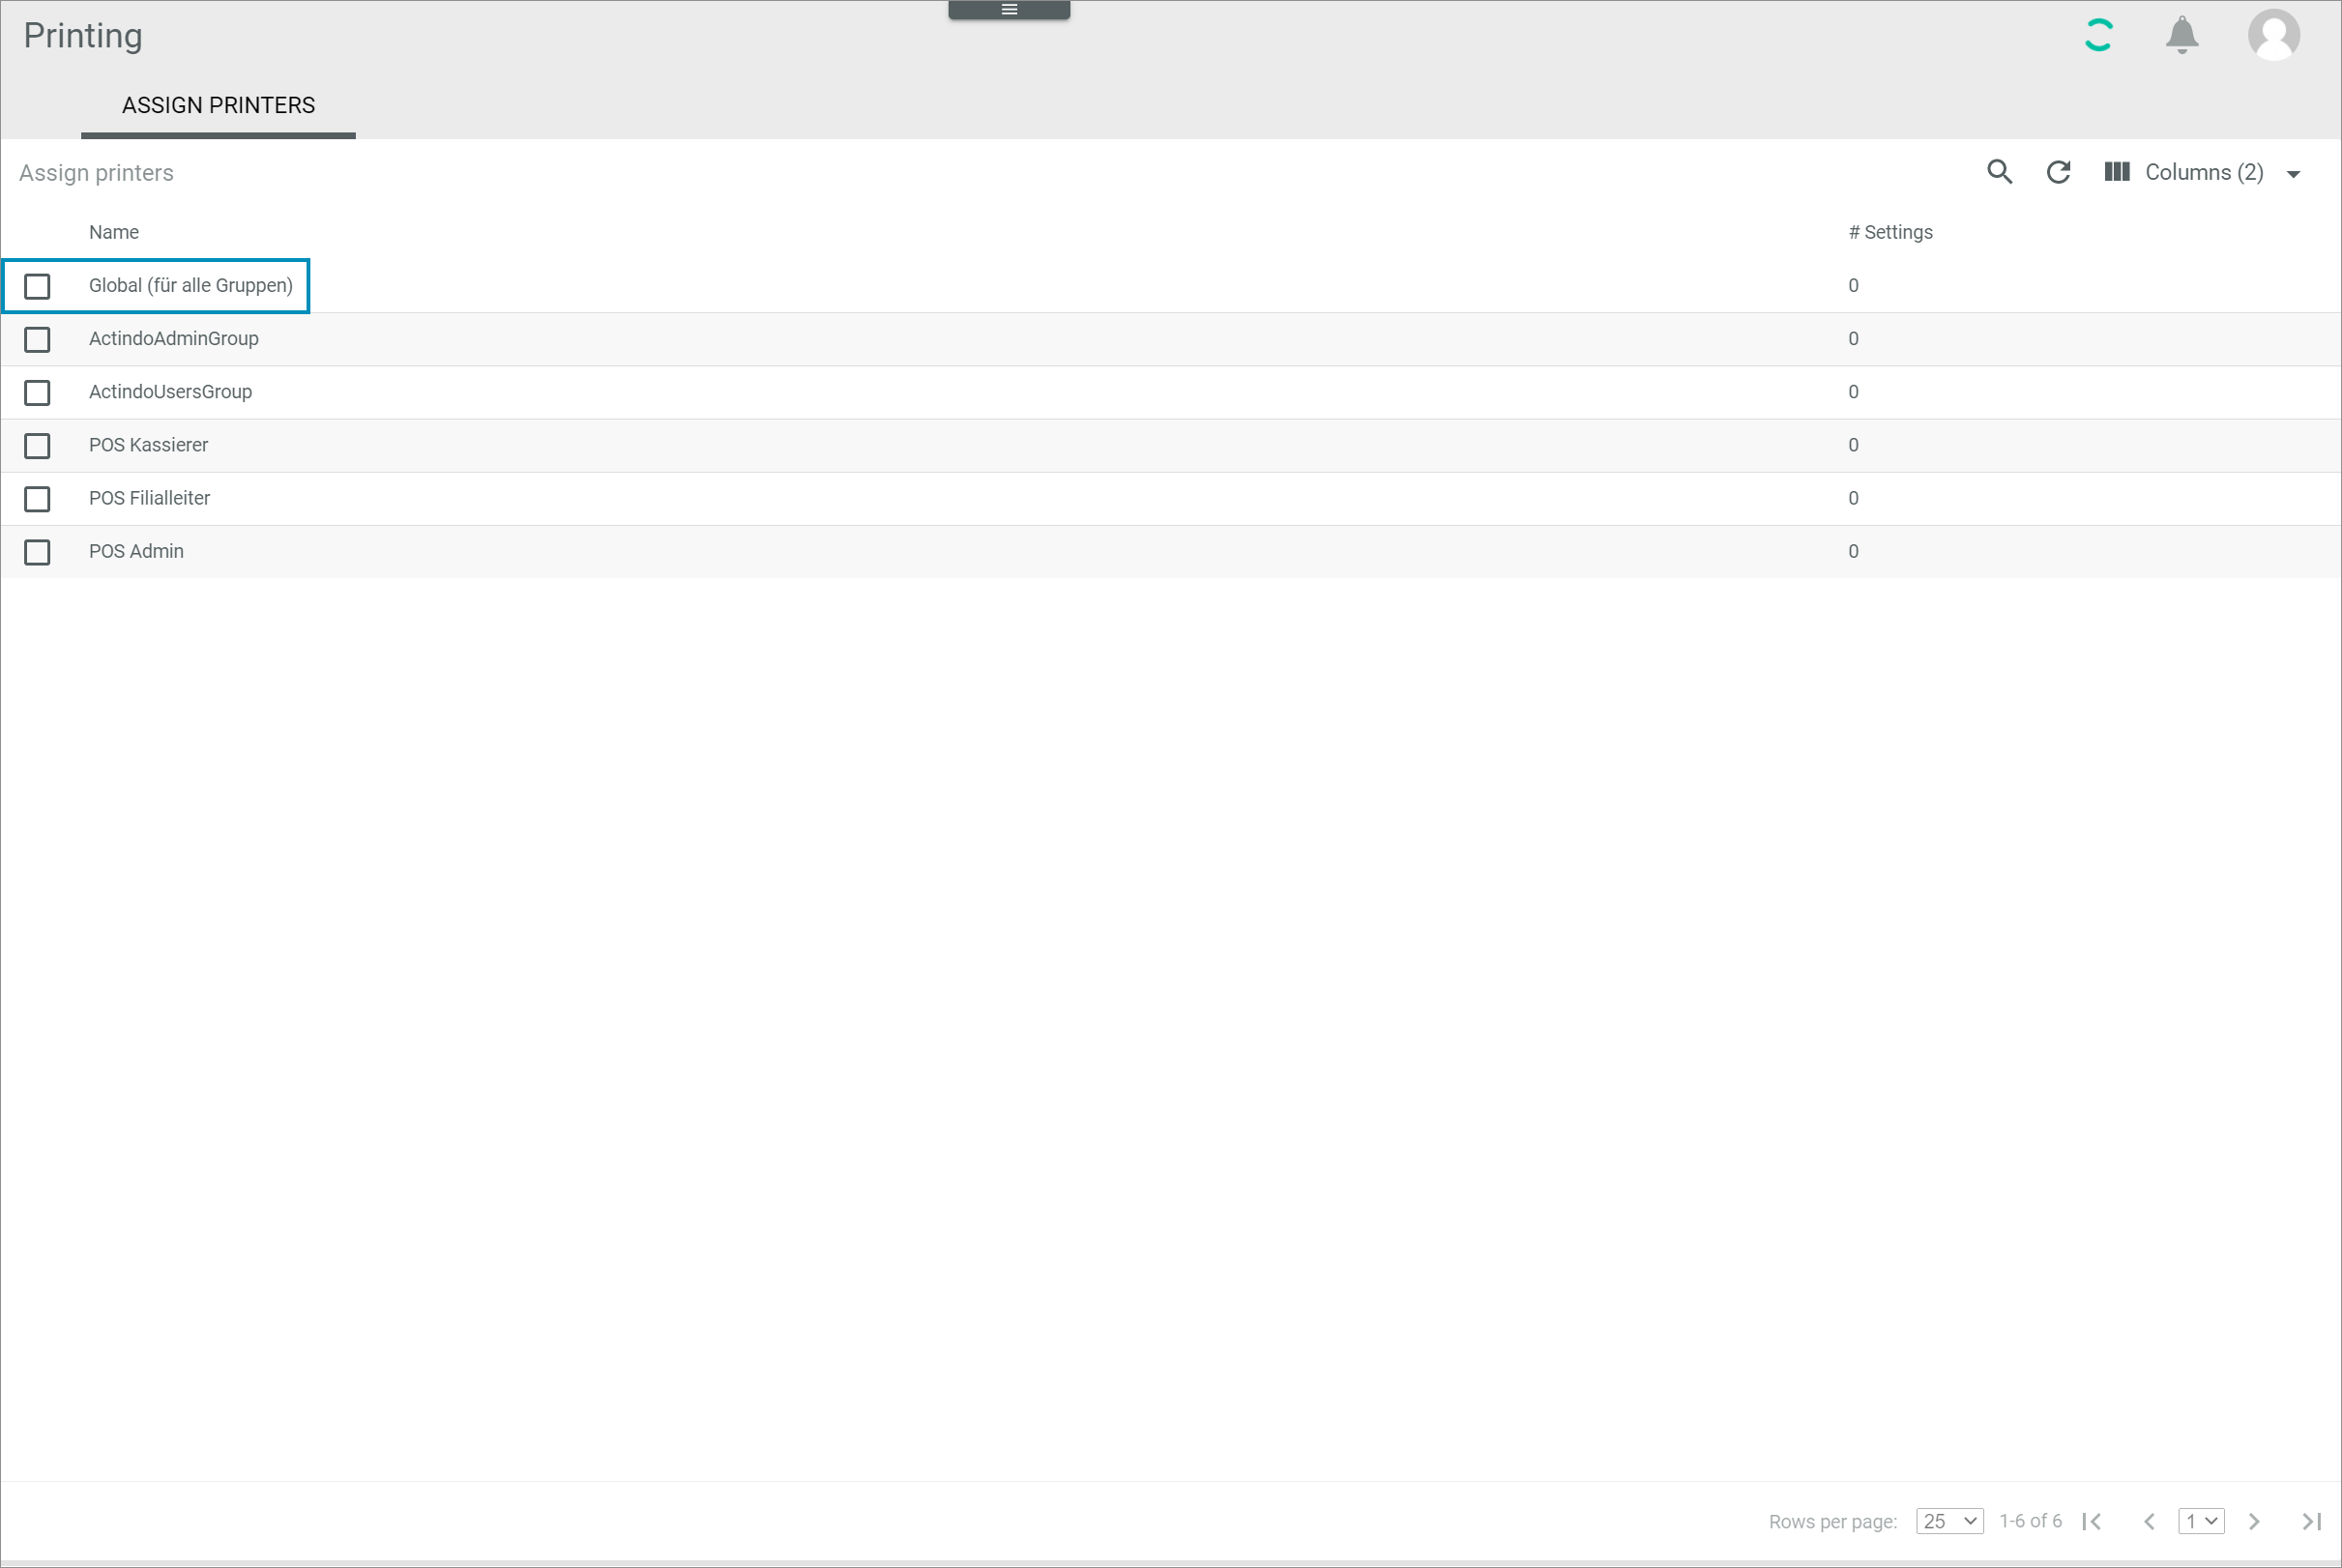 Printing
ASSIGN PRINTERS
Assign printers
Columns (2)
Name # Settings
Global (für alle Gruppen) 0
ActindoAdminGroup 0
ActindoUsersGroup 0
POS Kassierer 0
POS Filialleiter 0
POS Admin 0
Rows per page: 25 1-6 of 6 1